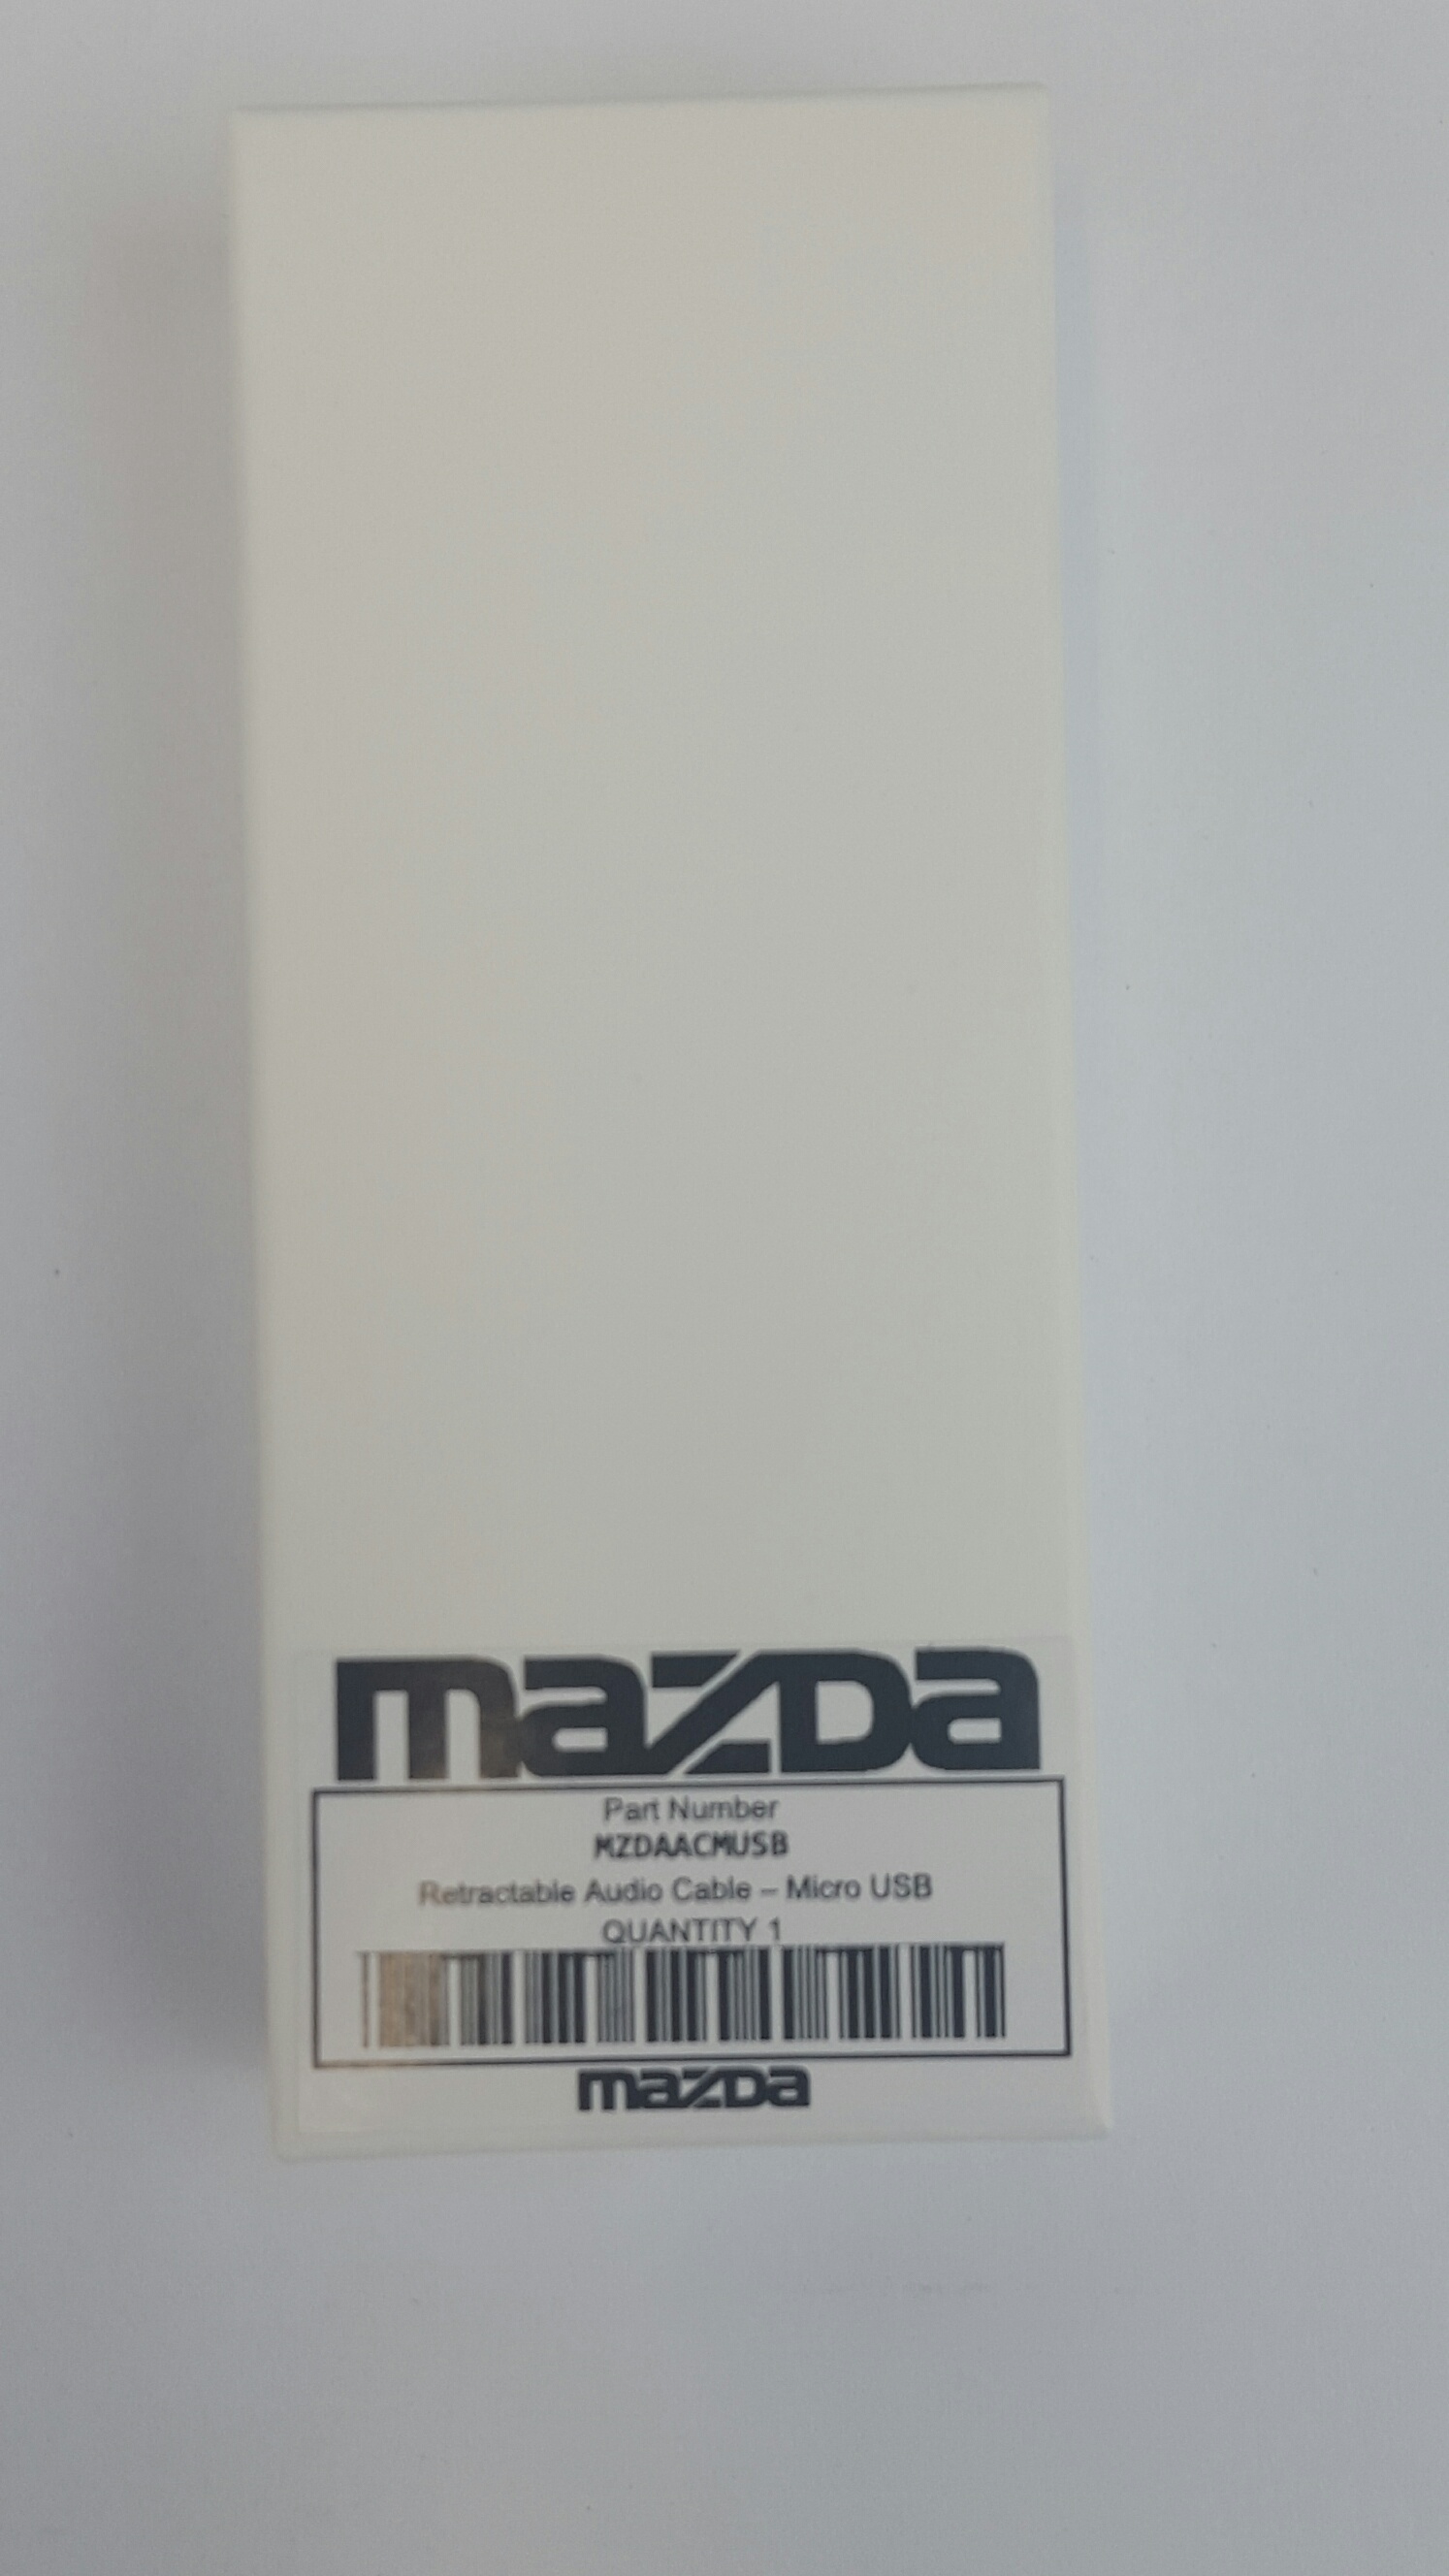 mazda
Part Number
MZDAACMUSB
Retractable Audio Cable – Micro USB
QUANTITY 1
mazda